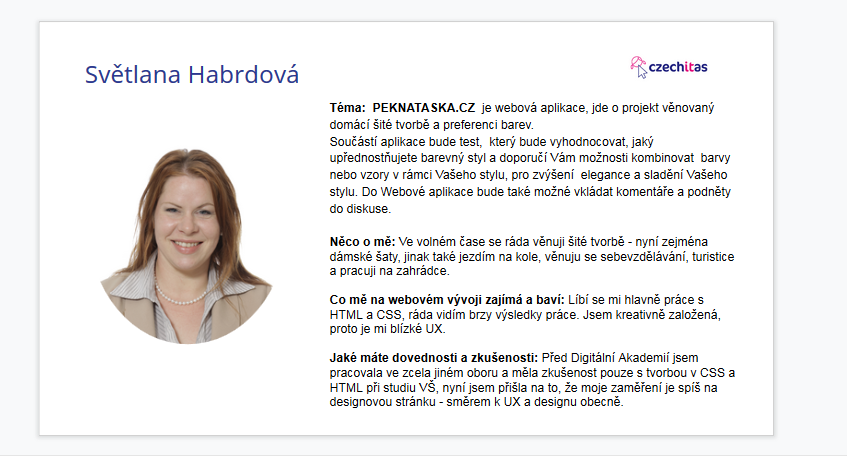 Světlana Habrdová
czechitas
Téma:  PEKNATASKA.CZ  je webová aplikace, jde o projekt věnovaný
domácí šité tvorbě a preferenci barev.
Součástí aplikace bude test,  který bude vyhodnocovat, jaký
upřednostňujete barevný styl a doporučí Vám možnosti kombinovat  barvy
nebo vzory v rámci Vašeho stylu, pro zvýšení  elegance a sladění Vašeho
stylu. Do Webové aplikace bude také možné vkládat komentáře a podněty
do diskuse.
Něco o mě: Ve volném čase se ráda věnuji šité tvorbě - nyní zejména
dámské šaty, jinak také jezdím na kole, věnuju se sebevzdělávání, turistice
a pracuji na zahrádce.
Co mě na webovém vývoji zajímá a baví: Líbí se mi hlavně práce s
HTML a CSS, ráda vidím brzy výsledky práce. Jsem kreativně založená,
proto je mi blízké UX.
Jaké máte dovednosti a zkušenosti: Před Digitální Akademií jsem
pracovala ve zcela jiném oboru a měla zkušenost pouze s tvorbou v CSS a
HTML při studiu VŠ, nyní jsem přišla na to, že moje zaměření je spíš na
designovou stránku - směrem k UX a designu obecně.